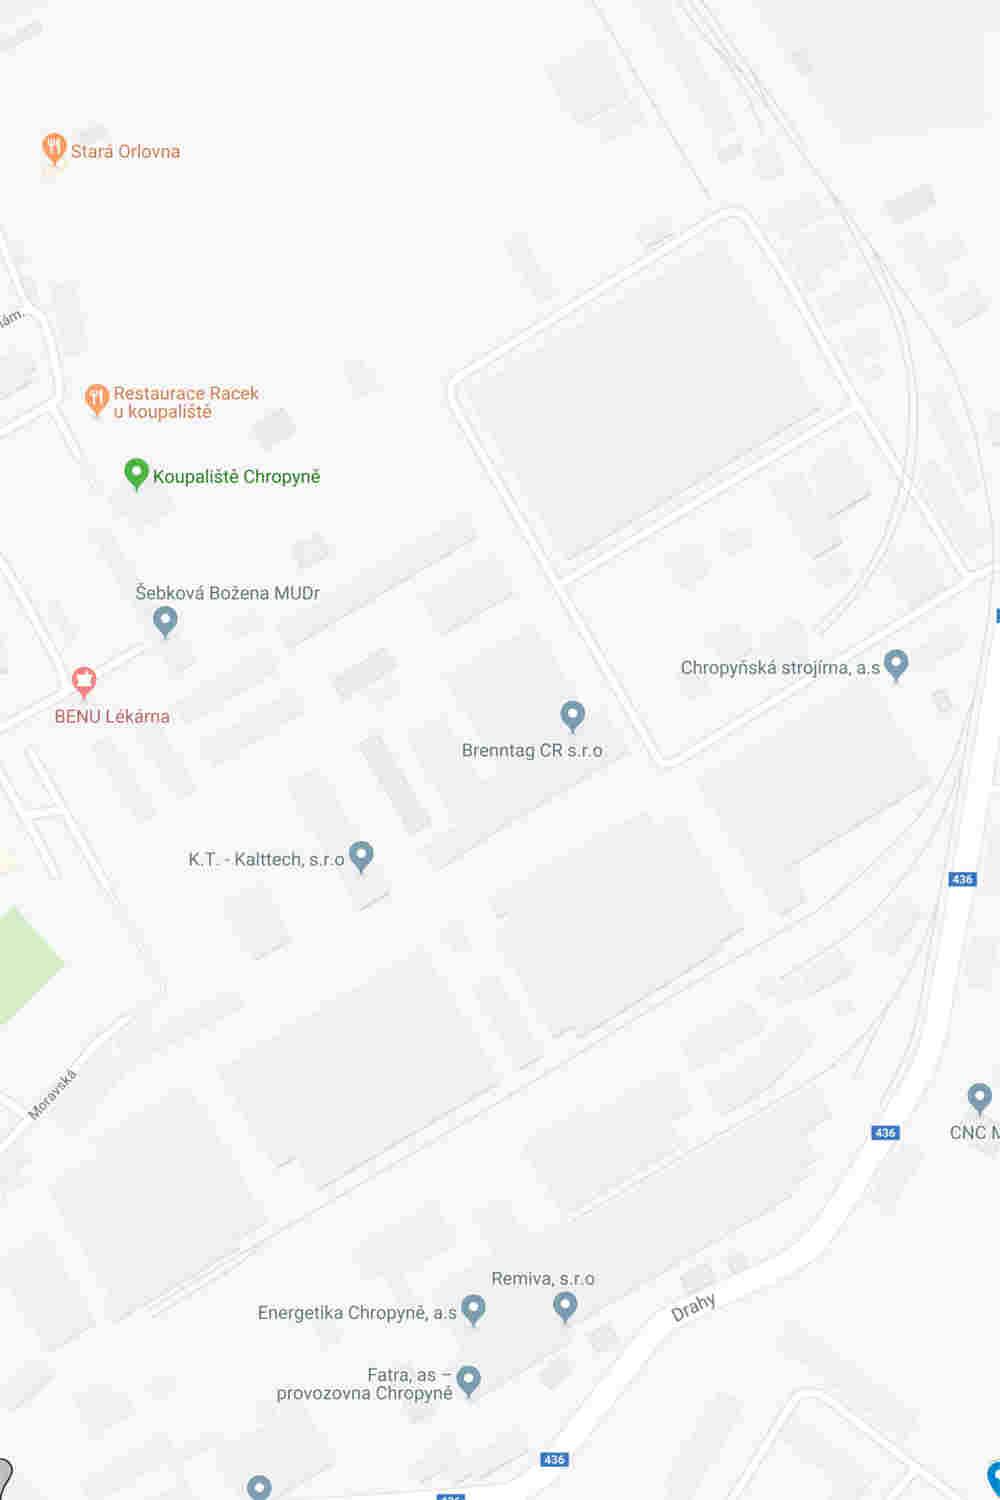 Stará Orlovna
Restaurace Racek
u koupaliště
Koupaliště Chropyně
Šebková Božena MUDr
BENU Lékárna
Chropyňská strojírna, a.s
Brenntag CR s.r.o
K.T. - Kalttech, s.r.o
436
Moravská
CNC
436
Remiva, s.r.o
Energetika Chropyně, a.s
Drahy
Fatra, as –
provozovna Chropyně
436